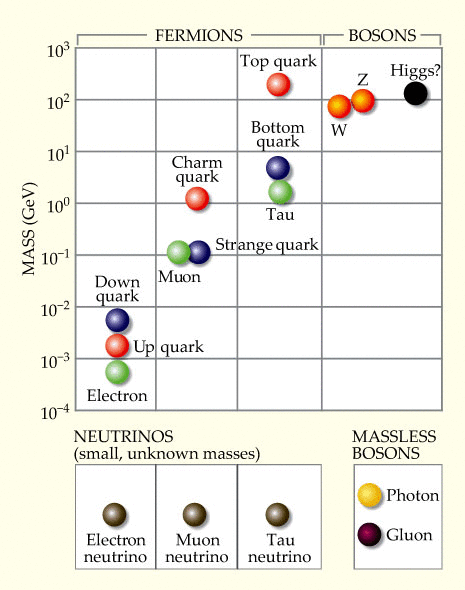 FERMIONS BOSONS
10³
Top quark
Higgs?
Z
10²
W
Bottom
quark
10¹
Charm
quark
10⁰
Tau
MASS (GeV)
Strange quark
10⁻¹
Muon
Down
quark
10⁻²
Up quark
10⁻³
Electron
10⁻⁴
NEUTRINOS
(small, unknown masses)
Electron
neutrino
Muon
neutrino
Tau
neutrino
MASSLESS
BOSONS
Photon
Gluon